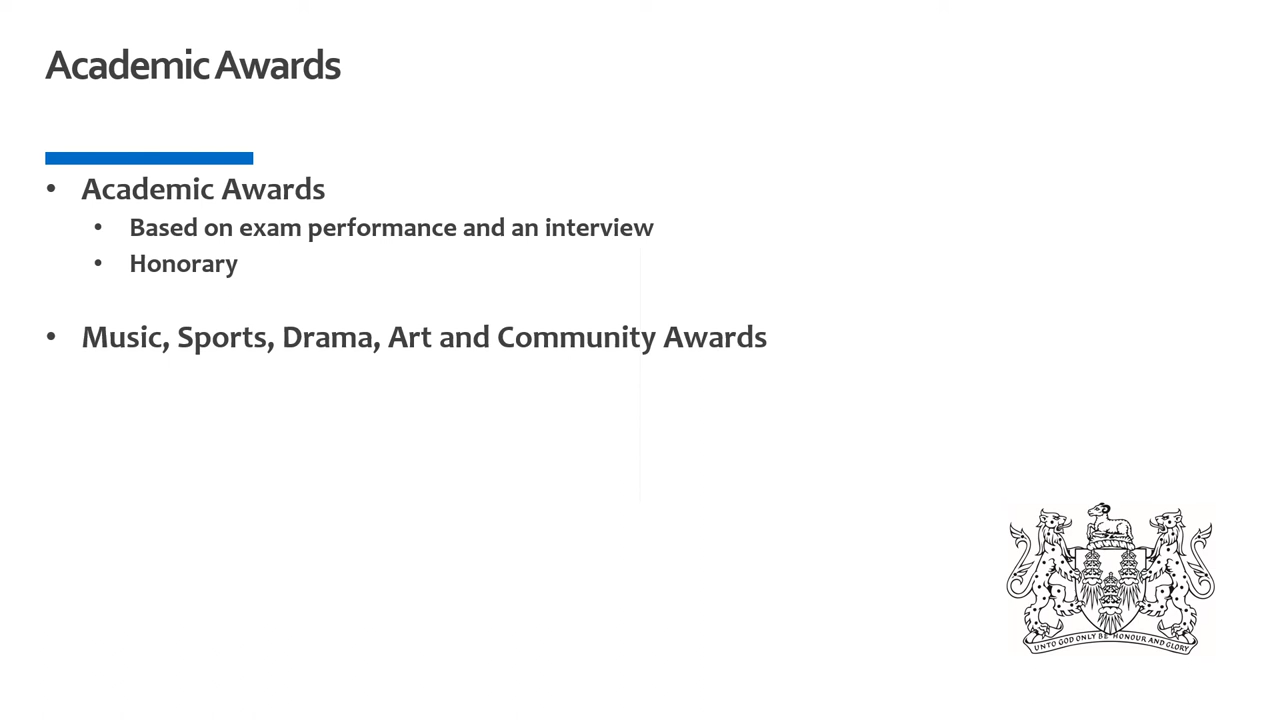 Academic Awards
• Academic Awards
• Based on exam performance and an interview
• Honorary
• Music, Sports, Drama, Art and Community Awards
UNTO GOD ONLY BE HONOUR AND GLORY